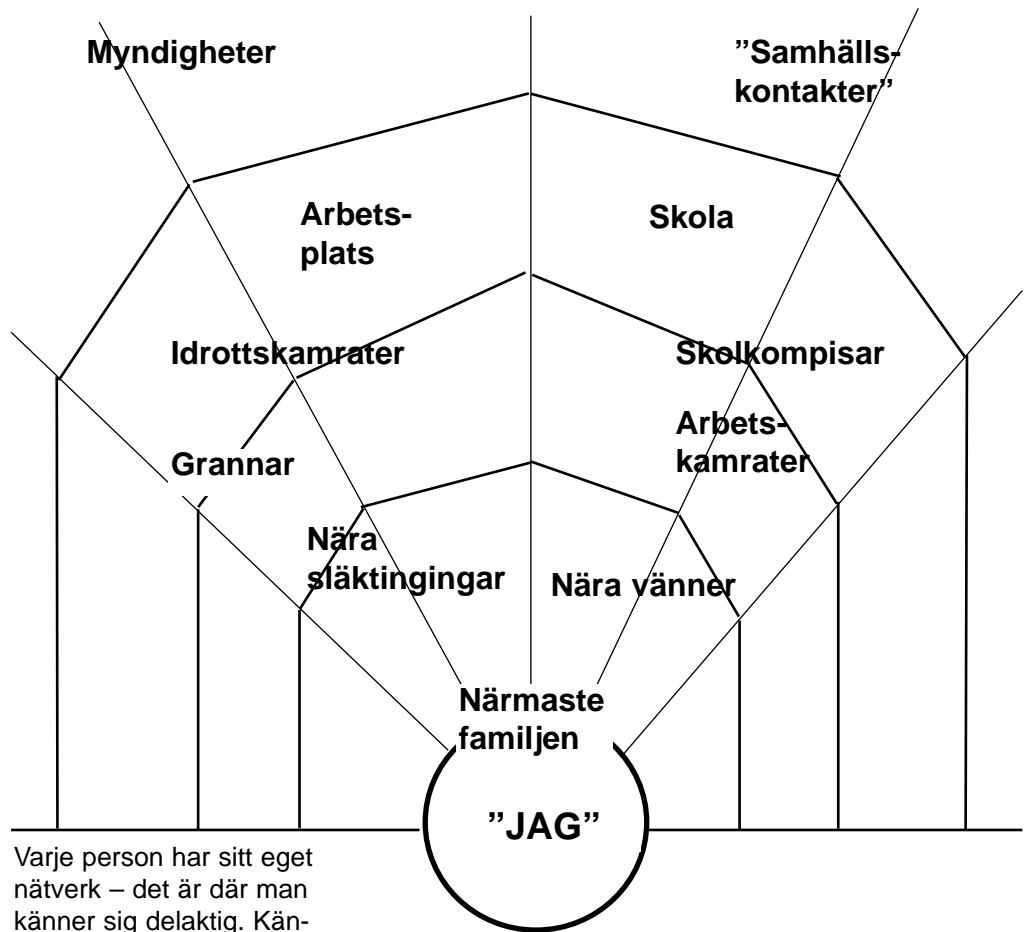 Myndigheter
”Samhälls-
kontakter”
Arbets-
plats
Skola
Idrottskamrater
Skolkompisar
Arbets-
kamrater
Grannar
Nära
släktingingar
Nära vänner
Närmaste
familjen
”JAG”
Varje person har sitt eget
nätverk – det är där man
känner sig delaktig. Kän-